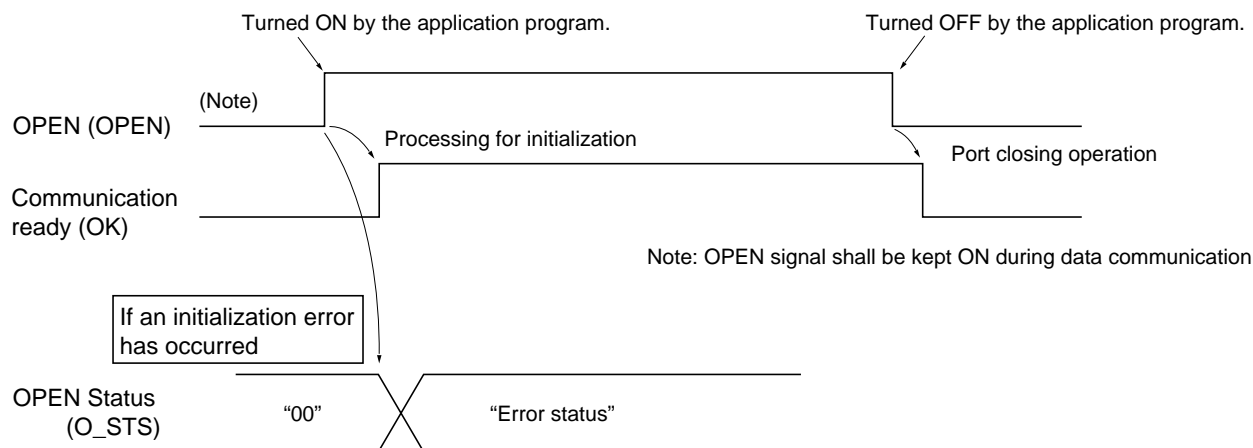 Turned ON by the application program.
Turned OFF by the application program.
(Note)
OPEN (OPEN)
Processing for initialization
Port closing operation
Communication
ready (OK)
Note: OPEN signal shall be kept ON during data communication
If an initialization error
has occurred
OPEN Status
(O_STS)
“00”
“Error status”